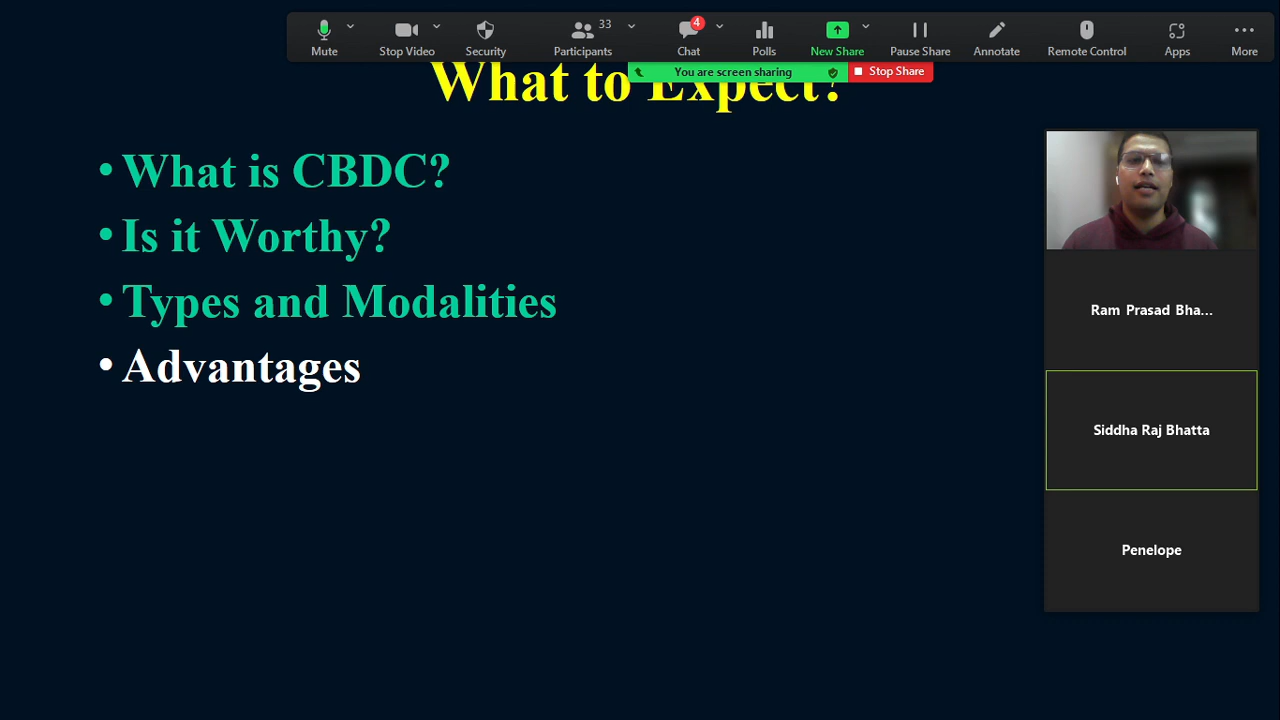 33
4
Mute
Stop Video
Security
Participants
Chat
Polls
New Share
Pause Share
Annotate
Remote Control
Apps
More
You are screen sharing
Stop Share
What to Expect?
• What is CBDC?
• Is it Worthy?
• Types and Modalities
• Advantages
Ram Prasad Bha...
Siddha Raj Bhatta
Penelope